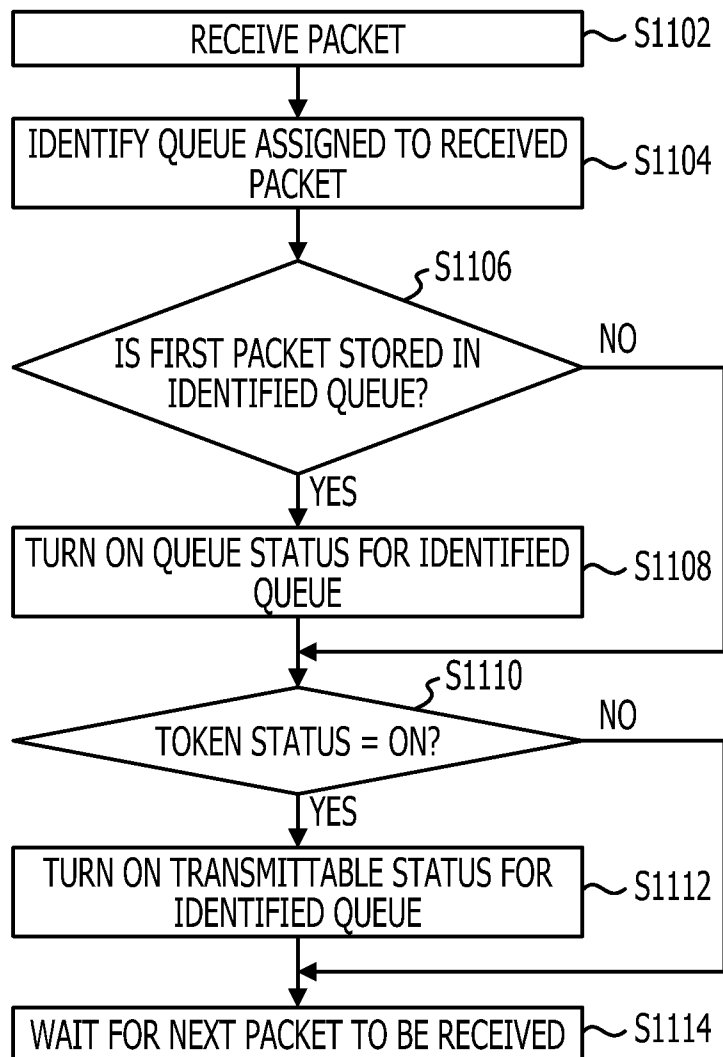 RECEIVE PACKET
S1102
IDENTIFY QUEUE ASSIGNED TO RECEIVED
PACKET
S1104
S1106
IS FIRST PACKET STORED IN
IDENTIFIED QUEUE?
NO
YES
TURN ON QUEUE STATUS FOR IDENTIFIED
QUEUE
S1108
S1110
TOKEN STATUS = ON?
NO
YES
TURN ON TRANSMITTABLE STATUS FOR
IDENTIFIED QUEUE
S1112
WAIT FOR NEXT PACKET TO BE RECEIVED
S1114